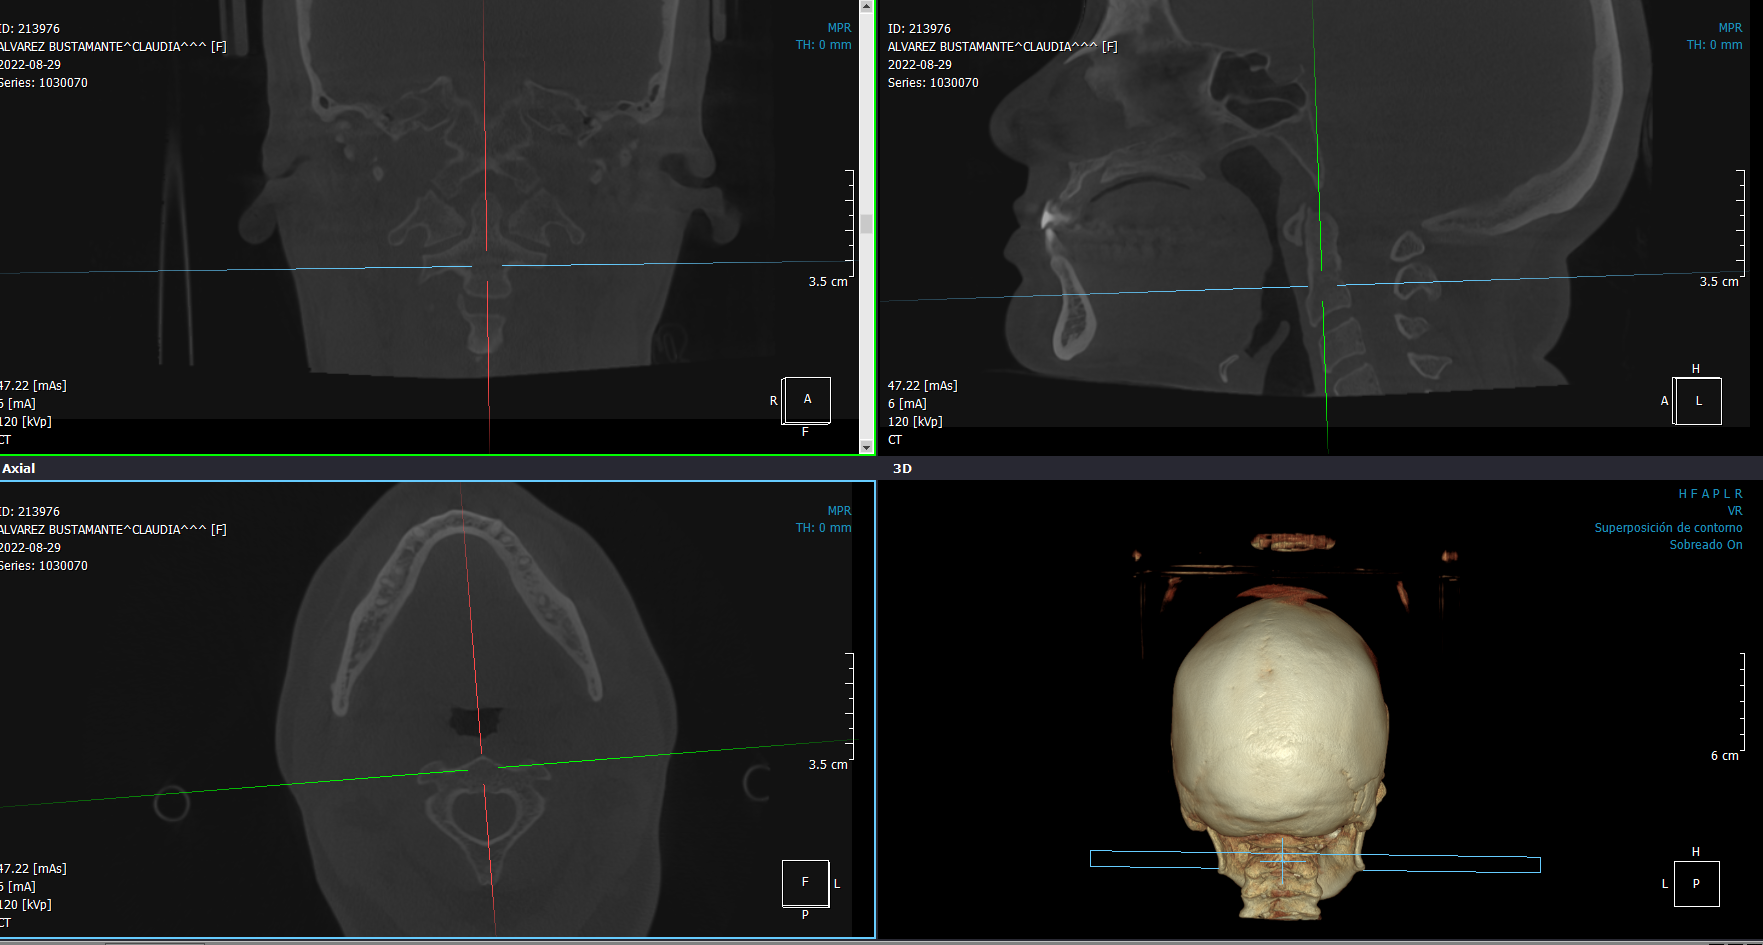 ID: 213976
ALVAREZ BUSTAMANTE^CLAUDIA^^^ [F]
2022-08-29
Series: 1030070
MPR
TH: 0 mm
3.5 cm
47.22 [mAs]
6 [mA]
120 [kVp]
CT
R
A
F
ID: 213976
ALVAREZ BUSTAMANTE^CLAUDIA^^^ [F]
2022-08-29
Series: 1030070
MPR
TH: 0 mm
3.5 cm
47.22 [mAs]
6 [mA]
120 [kVp]
CT
H
A
L
Axial
ID: 213976
ALVAREZ BUSTAMANTE^CLAUDIA^^^ [F]
2022-08-29
Series: 1030070
MPR
TH: 0 mm
3.5 cm
47.22 [mAs]
6 [mA]
120 [kVp]
CT
F
L
P
3D
H F A P L R
VR
Superposición de contorno
Sobreado On
6 cm
H
L
P